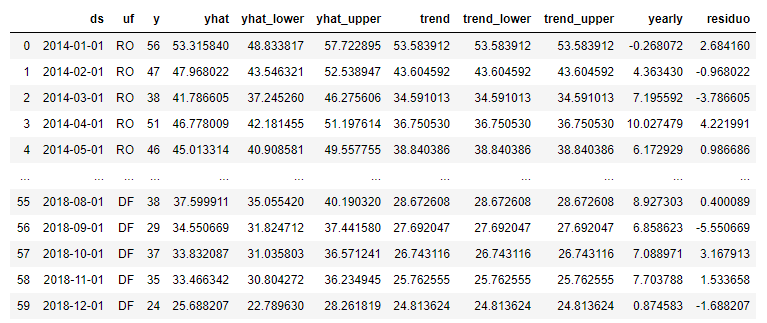 ds uf y yhat yhat_lower yhat_upper trend trend_lower trend_upper yearly residuo
0 2014-01-01 RO 56 53.315840 48.833817 57.722895 53.583912 53.583912 53.583912 -0.268072 2.684160
1 2014-02-01 RO 47 47.968022 43.546321 52.538947 43.604592 43.604592 43.604592 4.363430 -0.968022
2 2014-03-01 RO 38 41.786605 37.245260 46.275606 34.591013 34.591013 34.591013 7.195592 -3.786605
3 2014-04-01 RO 51 46.778009 42.181455 51.197614 36.750530 36.750530 36.750530 10.027479 4.221991
4 2014-05-01 RO 46 45.013314 40.908581 49.557755 38.840386 38.840386 38.840386 6.172929 0.986686
... ... ... ... ... ... ... ... ... ... ... ...
55 2018-08-01 DF 38 37.599911 35.055420 40.190320 28.672608 28.672608 28.672608 8.927303 0.400089
56 2018-09-01 DF 29 34.550669 31.824712 37.441580 27.692047 27.692047 27.692047 6.858623 -5.550669
57 2018-10-01 DF 37 33.832087 31.035803 36.571241 26.743116 26.743116 26.743116 7.088971 3.167913
58 2018-11-01 DF 35 33.466342 30.804272 36.234945 25.762555 25.762555 25.762555 7.703788 1.533658
59 2018-12-01 DF 24 25.688207 22.789630 28.261819 24.813624 24.813624 24.813624 0.874583 -1.688207